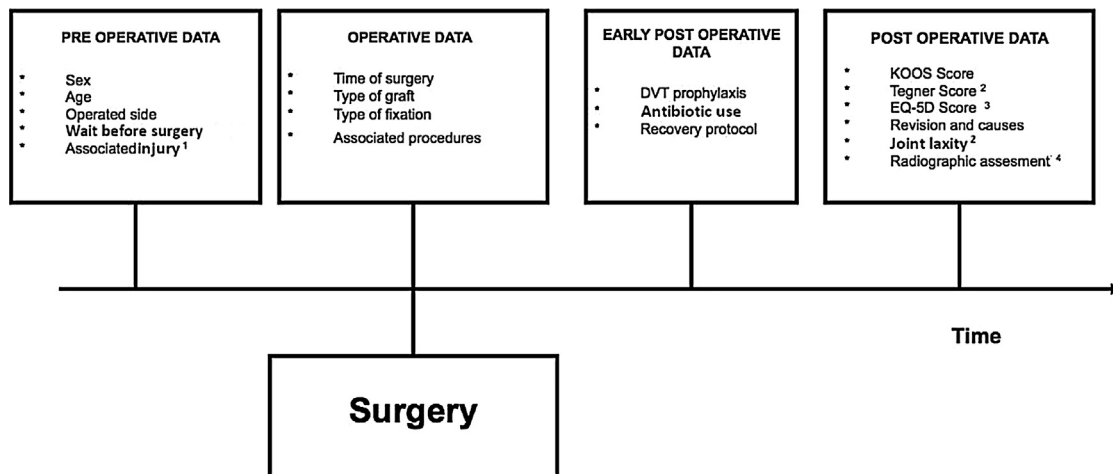 PRE OPERATIVE DATA
* Sex
* Age
* Operated side
* Wait before surgery
* Associatedinjury 1
OPERATIVE DATA
* Time of surgery
* Type of graft
* Type of fixation
* Associated procedures
EARLY POST OPERATIVE
DATA
* DVT prophylaxis
* Antibiotic use
* Recovery protocol
POST OPERATIVE DATA
* KOOS Score
* Tegner Score 2
* EQ-5D Score 3
* Revision and causes
* Joint laxity 2
* Radiographic assesment 4
Time
Surgery